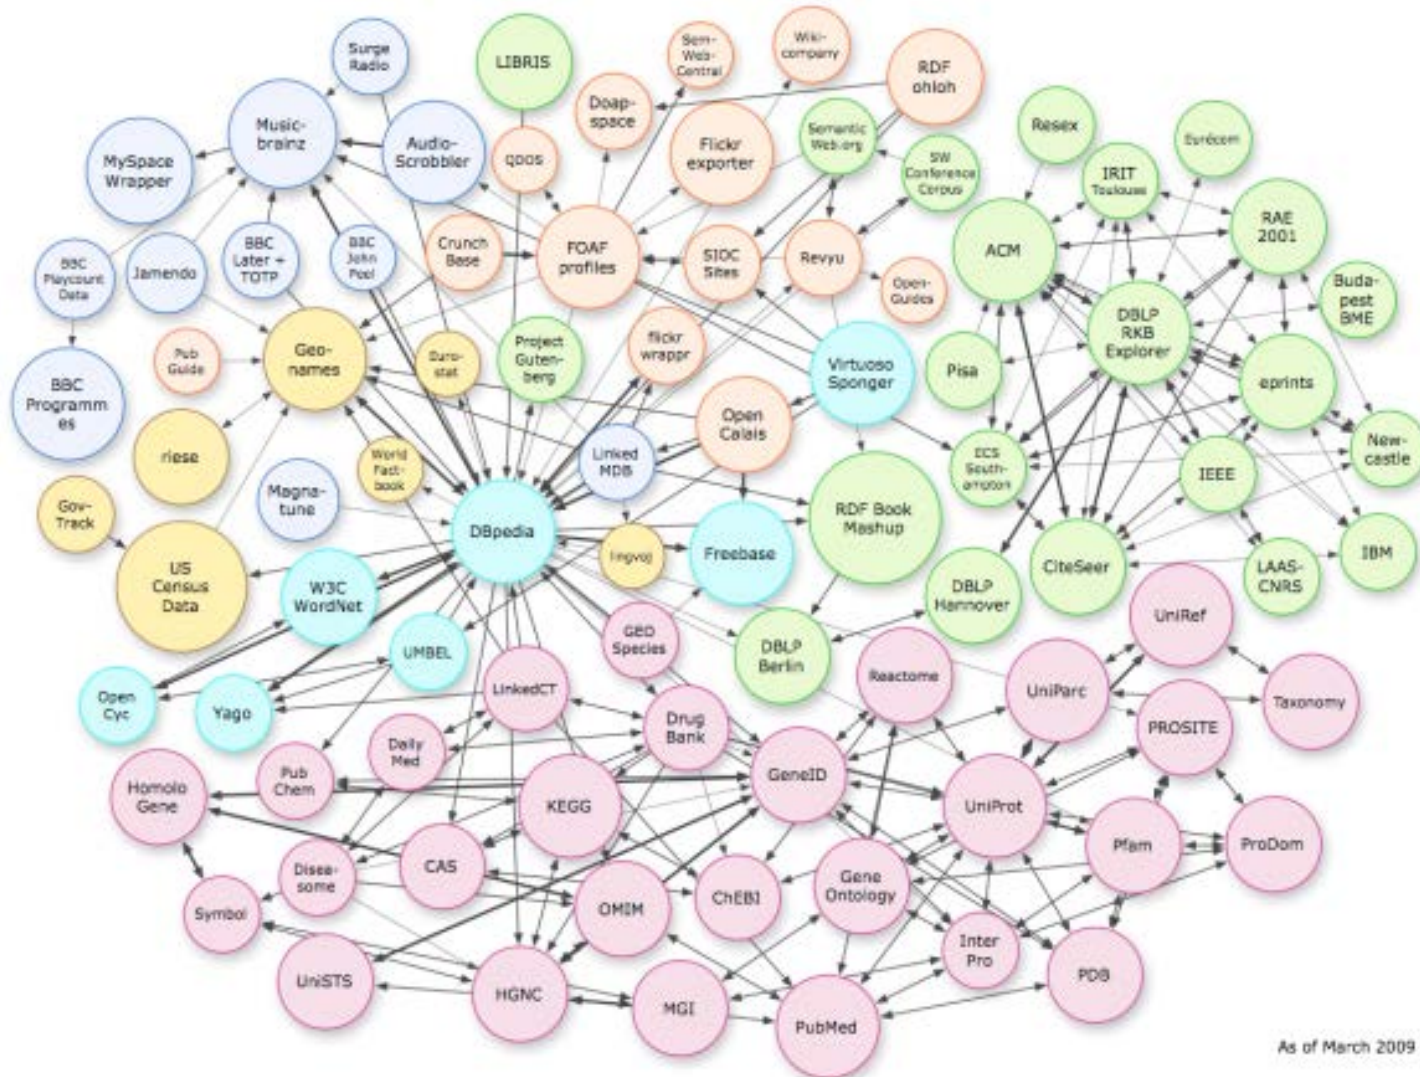 Surge
Radio
LIBRIS
Sem-
Web-
Central
Wiki-
company
RDF
ohloh
Doap-
space
Music-
brainz
Audio-
Scrobbler
QDOS
Flickr
exporter
Semantic
Web.org
SW
Conference
Corpus
Resex
Eurécom
IRIT
Toulouse
MySpace
Wrapper
RAE
2001
ACM
BBC
Playcount
Data
Jamendo
BBC
Later +
TOTP
BBC
John
Peel
Crunch
Base
FOAF
profiles
SIOC
Sites
Revyu
Open-
Guides
Buda-
pest
BME
DBLP
RKB
Explorer
Pub
Guide
Geo-
names
Euro-
stat
Project
Guten-
berg
flickr
wrappr
Virtuoso
Sponger
Pisa
eprints
BBC
Programm
es
riese
World
Fact-
book
Linked
MDB
Open
Calais
ECS
South-
ampton
IEEE
New-
castle
Gov-
Track
Magna-
tune
DBpedia
lingvoj
Freebase
RDF Book
Mashup
US
Census
Data
W3C
WordNet
CiteSeer
LAAS-
CNRS
IBM
DBLP
Hannover
UniRef
UMBEL
GEO
Species
DBLP
Berlin
Open
Cyc
Yago
LinkedCT
Reactome
UniParc
Taxonomy
Drug
Bank
PROSITE
Daily
Med
Pub
Chem
Homolo
Gene
KEGG
GeneID
UniProt
Pfam
ProDom
Disea-
some
CAS
ChEBI
Gene
Ontology
Symbol
OMIM
Inter
Pro
UniSTS
HGNC
MGI
PubMed
PDB
As of March 2009